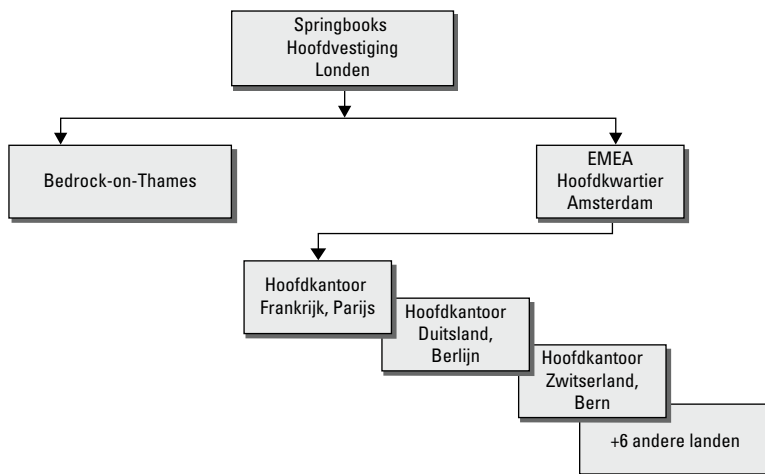 Springbooks
Hoofdvestiging
Londen
Bedrock-on-Thames
EMEA
Hoofdkwartier
Amsterdam
Hoofdkantoor
Frankrijk, Parijs
Hoofdkantoor
Duitsland,
Berlijn
Hoofdkantoor
Zwitserland,
Bern
+6 andere landen